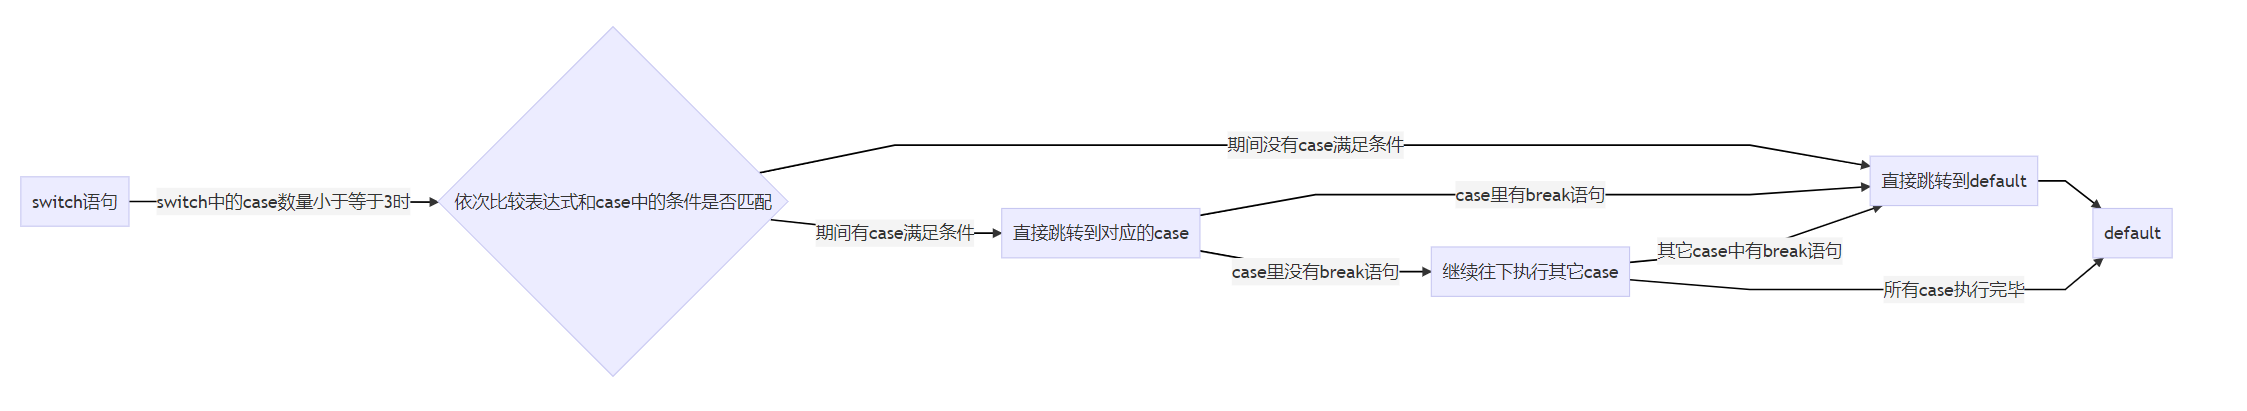 switch语句
switch中的case数量小于等于3时
依次比较表达式和case中的条件是否匹配
期间没有case满足条件
期间有case满足条件
直接跳转到对应的case
case里有break语句
case里没有break语句
继续往下执行其它case
其它case中有break语句
所有case执行完毕
直接跳转到default
default